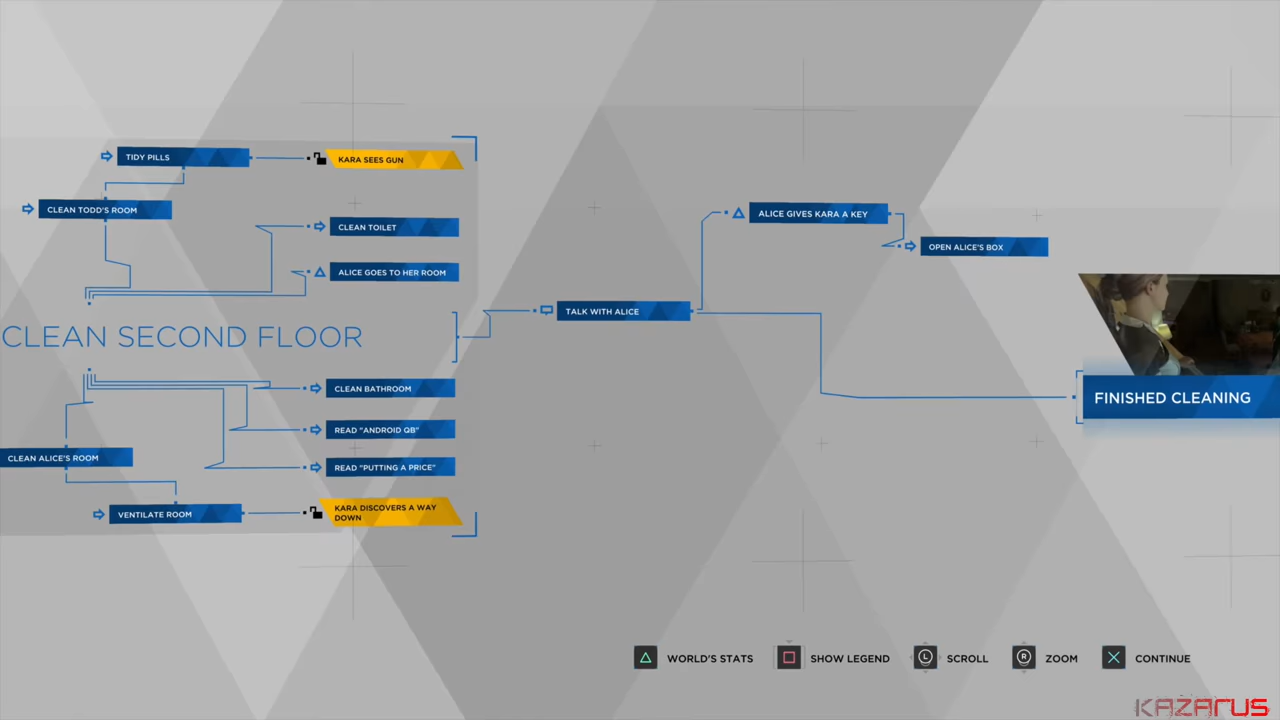 TIDY PILLS
KARA SEES GUN
CLEAN TODD'S ROOM
CLEAN TOILET
ALICE GOES TO HER ROOM
CLEAN SECOND FLOOR
CLEAN BATHROOM
READ "ANDROID QB"
CLEAN ALICE'S ROOM
READ "PUTTING A PRICE"
VENTILATE ROOM
KARA DISCOVERS A WAY
DOWN
TALK WITH ALICE
ALICE GIVES KARA A KEY
OPEN ALICE'S BOX
FINISHED CLEANING
WORLD'S STATS
SHOW LEGEND
L
SCROLL
R
ZOOM
CONTINUE
KAZARUS